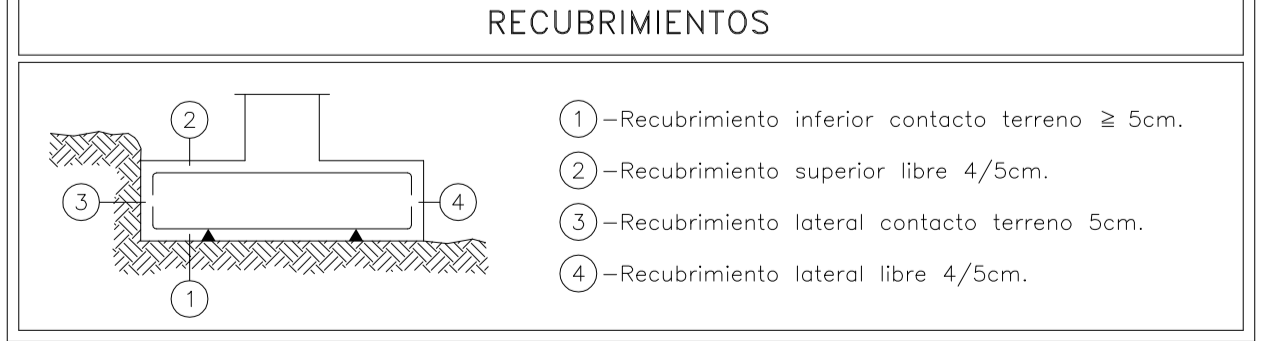 RECUBRIMIENTOS
2
3
4
1
1 -Recubrimiento inferior contacto terreno ≧ 5cm.
2 -Recubrimiento superior libre 4/5cm.
3 -Recubrimiento lateral contacto terreno 5cm.
4 -Recubrimiento lateral libre 4/5cm.